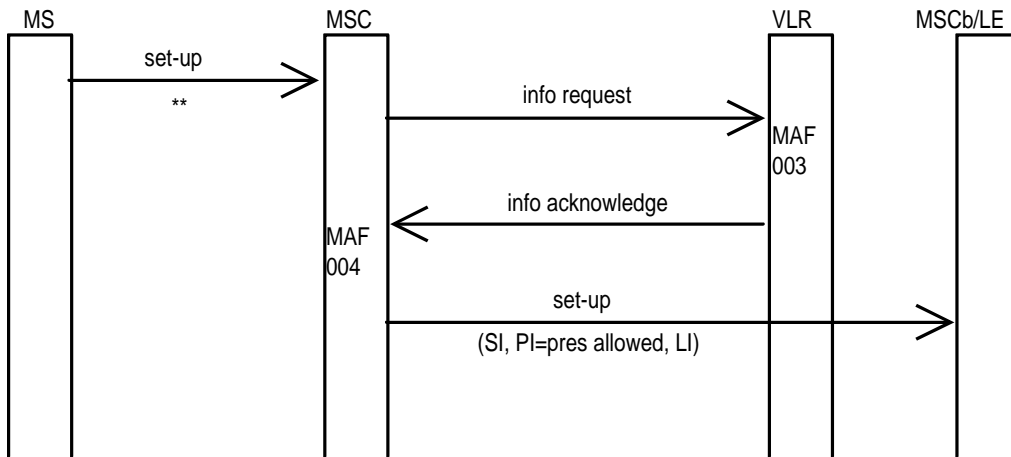 MS MSC VLR MSCb/LE
set-up
**
info request
MAF
003
info acknowledge
MAF
004
set-up
(SI, PI=pres allowed, LI)